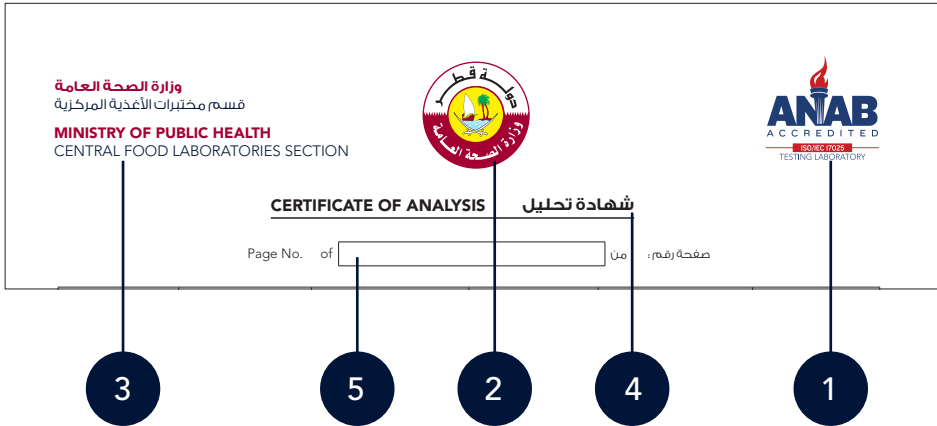 وزارة الصحة العامة
قسم مختبرات الأغذية المركزية
MINISTRY OF PUBLIC HEALTH
CENTRAL FOOD LABORATORIES SECTION
دولة قطر
وزارة الصحة العامة
ANAB
ACCREDITED
ISO/IEC 17025
TESTING LABORATORY
CERTIFICATE OF ANALYSIS شهادة تحليل
Page No. of من صفحة رقم:
3 5 2 4 1